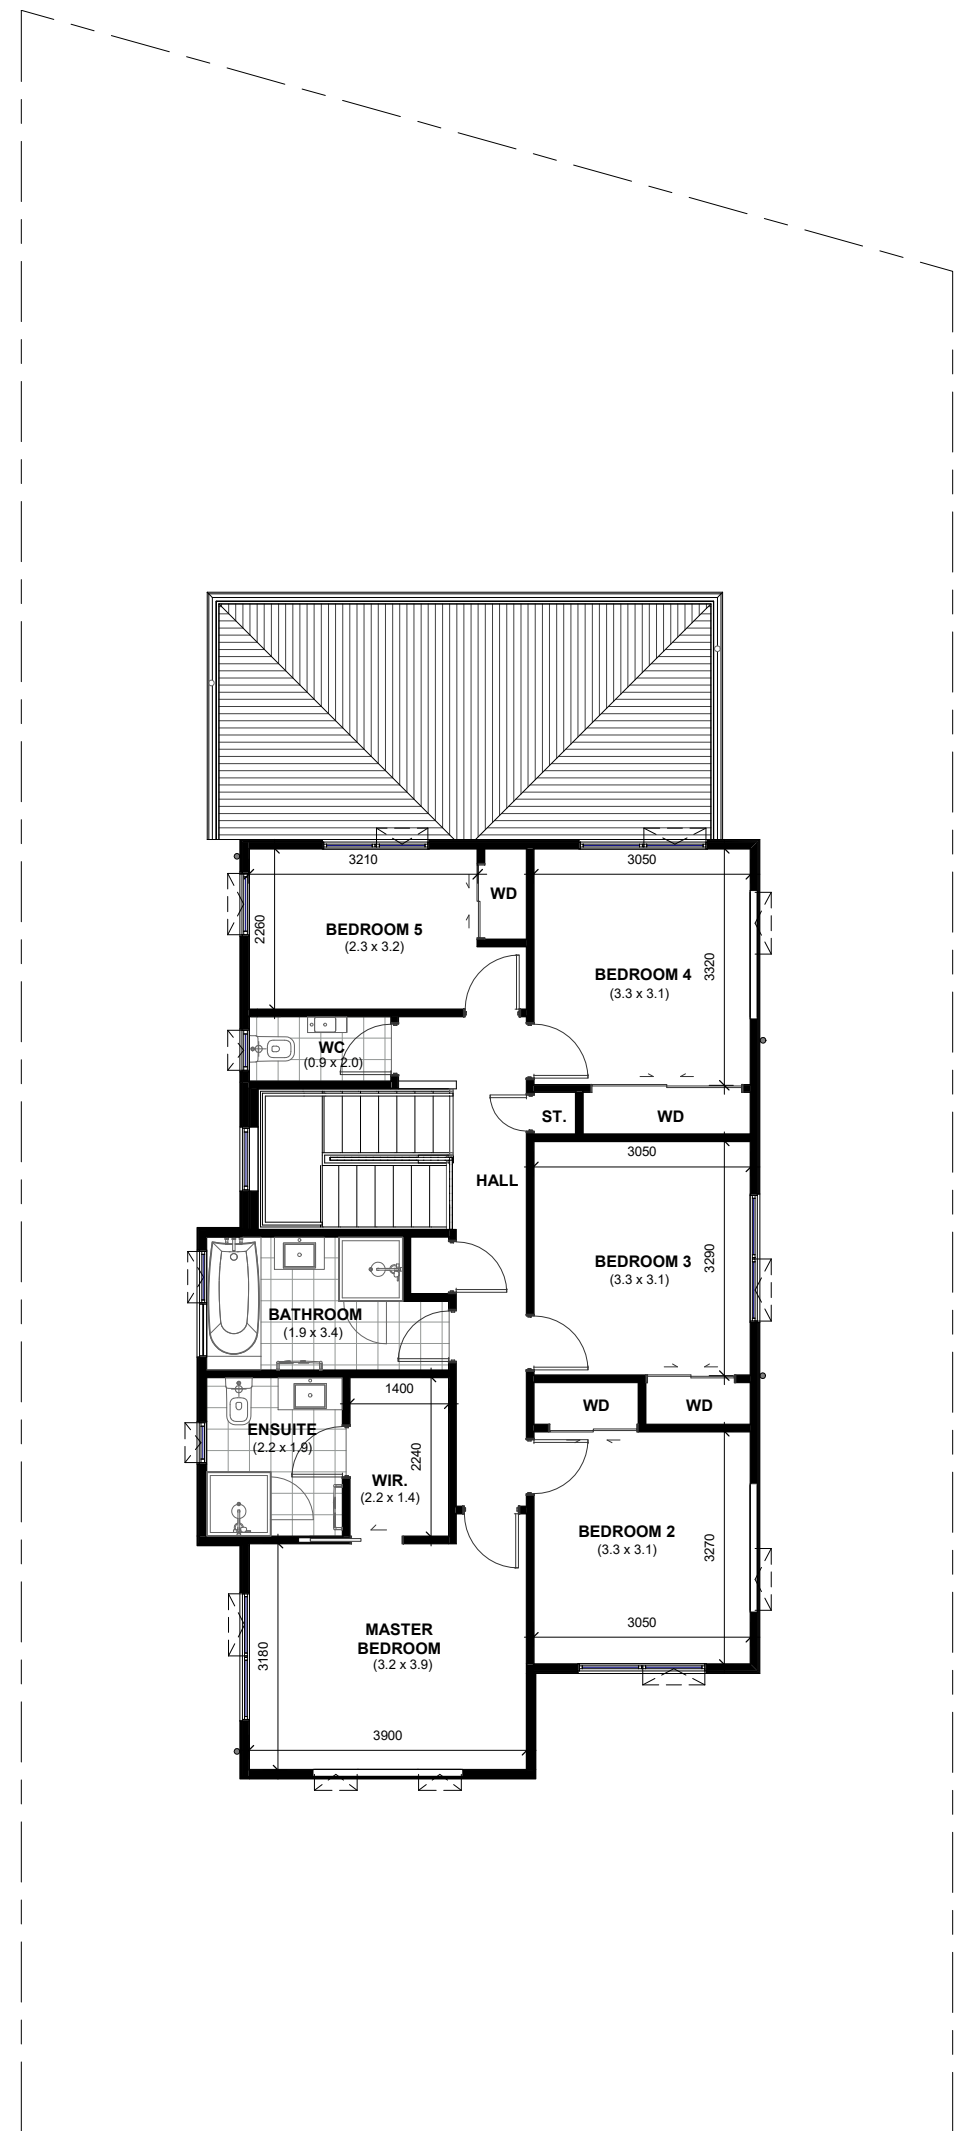 3210
3050
WD
2260
BEDROOM 5
(2.3 x 3.2)
3320
BEDROOM 4
(3.3 x 3.1)
WC
(0.9 x 2.0)
ST.
WD
3050
HALL
3290
BEDROOM 3
(3.3 x 3.1)
BATHROOM
(1.9 x 3.4)
1400
WD
WD
ENSUITE
(2.2 x 1.9)
2240
WIR.
(2.2 x 1.4)
BEDROOM 2
(3.3 x 3.1)
3270
3050
MASTER
BEDROOM
(3.2 x 3.9)
3180
3900